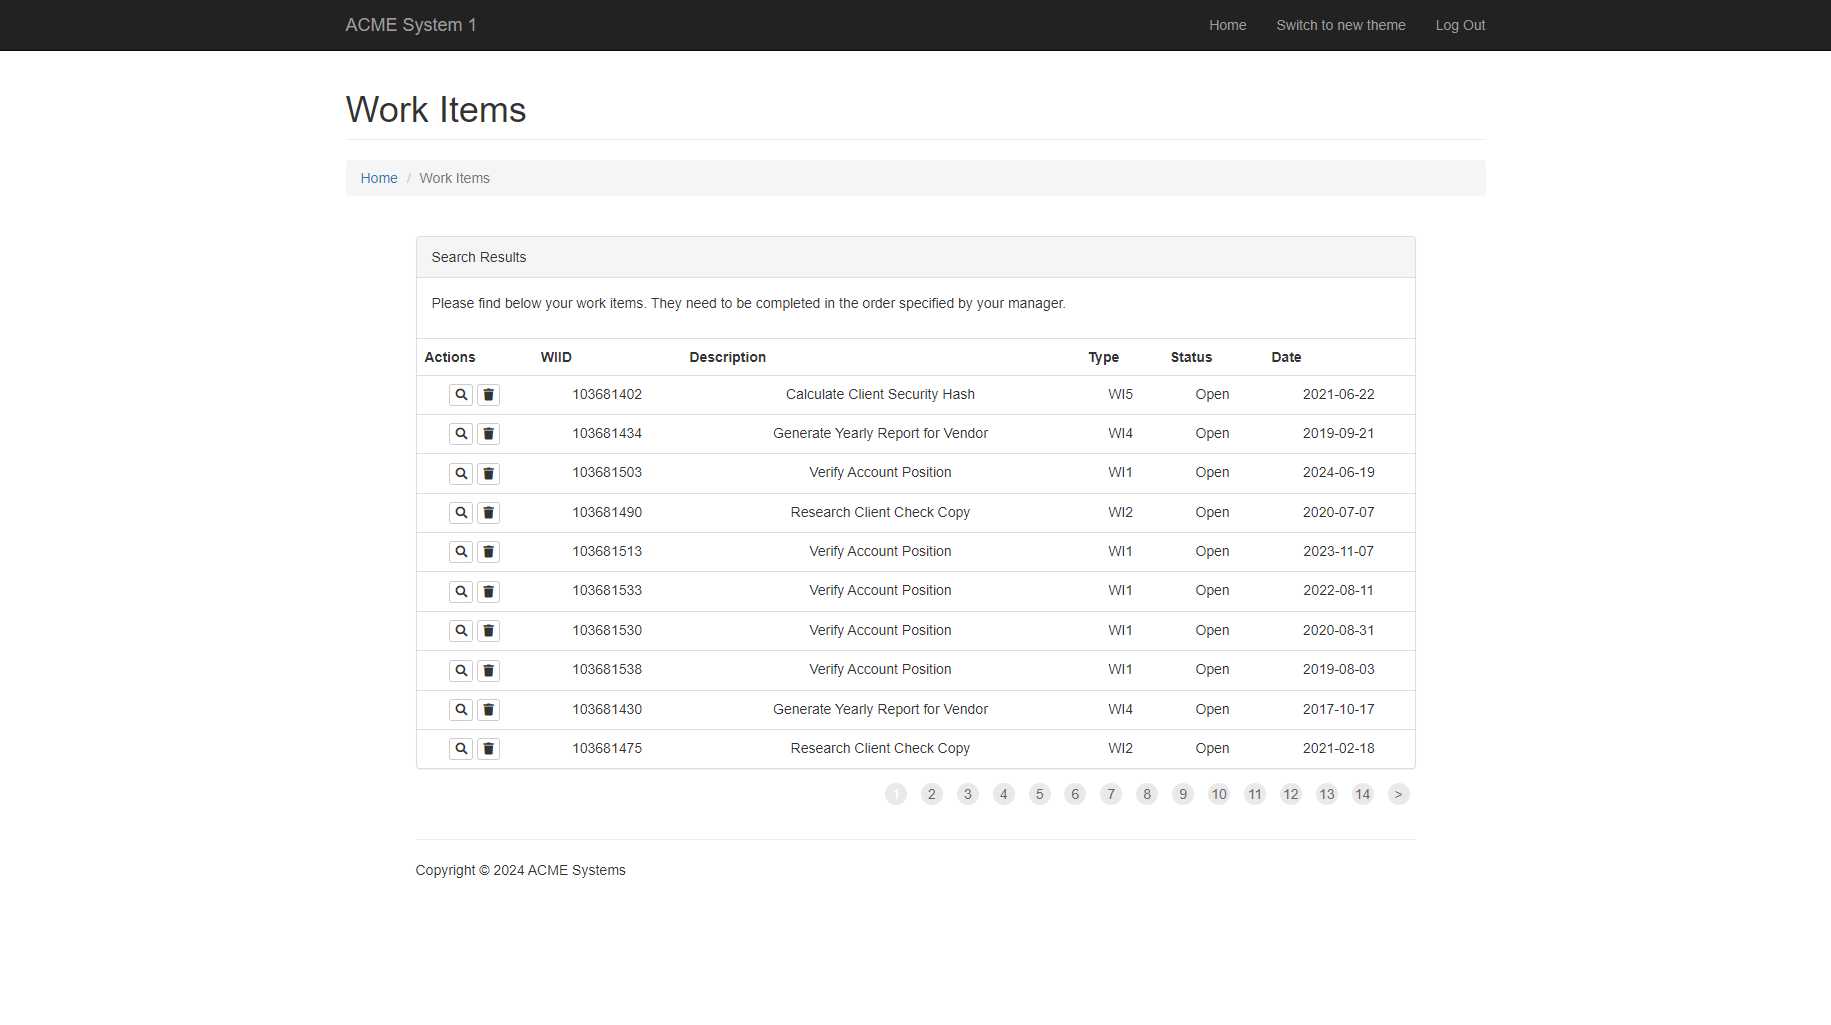 ACME System 1 Home Switch to new theme Log Out
Work Items
Home / Work Items
Search Results
Please find below your work items. They need to be completed in the order specified by your manager.
Actions WIID Description Type Status Date
103681402 Calculate Client Security Hash WI5 Open 2021-06-22
103681434 Generate Yearly Report for Vendor WI4 Open 2019-09-21
103681503 Verify Account Position WI1 Open 2024-06-19
103681490 Research Client Check Copy WI2 Open 2020-07-07
103681513 Verify Account Position WI1 Open 2023-11-07
103681533 Verify Account Position WI1 Open 2022-08-11
103681530 Verify Account Position WI1 Open 2020-08-31
103681538 Verify Account Position WI1 Open 2019-08-03
103681430 Generate Yearly Report for Vendor WI4 Open 2017-10-17
103681475 Research Client Check Copy WI2 Open 2021-02-18
1 2 3 4 5 6 7 8 9 10 11 12 13 14 >
Copyright © 2024 ACME Systems